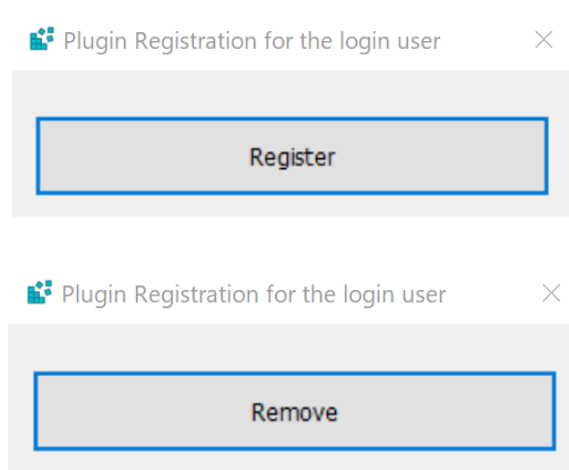 Plugin Registration for the login user
Register
Plugin Registration for the login user
Remove